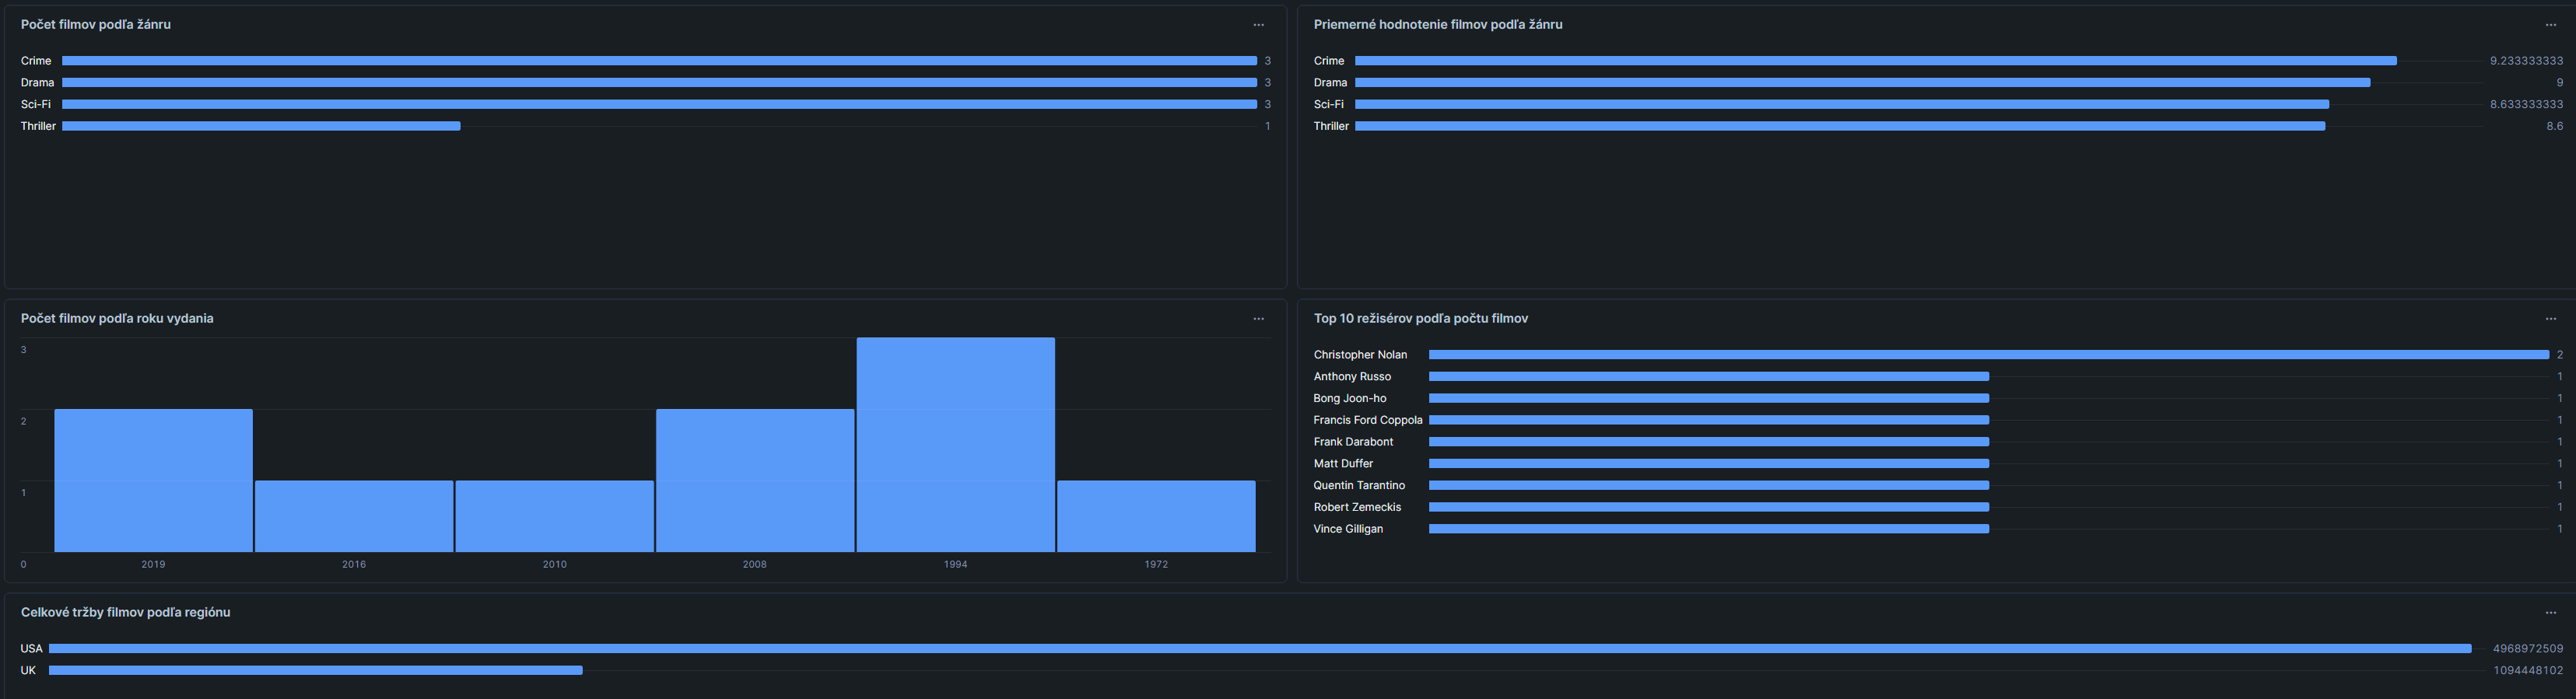 Počet filmov podľa žánru
Crime 3
Drama 3
Sci-Fi 3
Thriller 1
Priemerné hodnotenie filmov podľa žánru
Crime 9.233333333
Drama 9
Sci-Fi 8.633333333
Thriller 8.6
Počet filmov podľa roku vydania
3
2
1
0 2019 2016 2010 2008 1994 1972
Top 10 režisérov podľa počtu filmov
Christopher Nolan 2
Anthony Russo 1
Bong Joon-ho 1
Francis Ford Coppola 1
Frank Darabont 1
Matt Duffer 1
Quentin Tarantino 1
Robert Zemeckis 1
Vince Gilligan 1
Celkové tržby filmov podľa regiónu
USA 4968972509
UK 1094448102